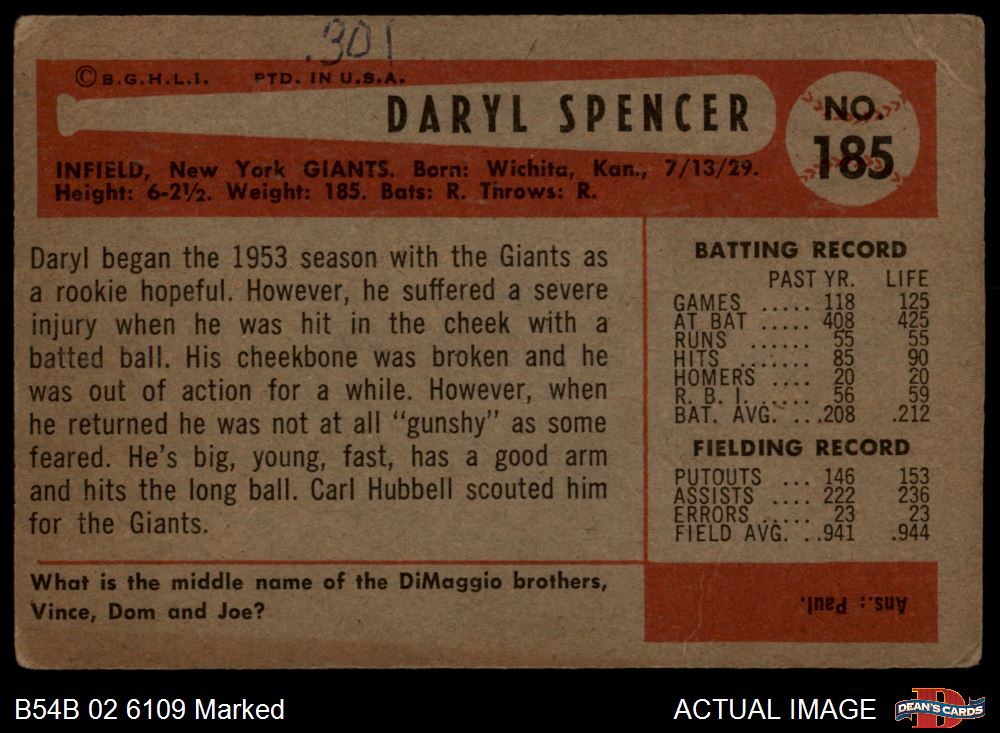 .301
© B.G.H.L.I. PTD. IN U.S.A.
DARYL SPENCER
NO.
185
INFIELD, New York GIANTS. Born: Wichita, Kan., 7/13/29.
Height: 6-2½. Weight: 185. Bats: R. Throws: R.
Daryl began the 1953 season with the Giants as
a rookie hopeful. However, he suffered a severe
injury when he was hit in the cheek with a
batted ball. His cheekbone was broken and he
was out of action for a while. However, when
he returned he was not at all "gunshy" as some
feared. He's big, young, fast, has a good arm
and hits the long ball. Carl Hubbell scouted him
for the Giants.
BATTING RECORD
PAST YR. LIFE
GAMES ..... 118 125
AT BAT ..... 408 425
RUNS ...... 55 55
HITS ....... 85 90
HOMERS .... 20 20
R. B. I. ..... 56 59
BAT. AVG. ...208 .212
FIELDING RECORD
PUTOUTS ... 146 153
ASSISTS .... 222 236
ERRORS ..... 23 23
FIELD AVG. ..941 .944
What is the middle name of the DiMaggio brothers,
Vince, Dom and Joe?
Ans.: Paul.
B54B 02 6109 Marked
ACTUAL IMAGE
DEAN'S CARDS